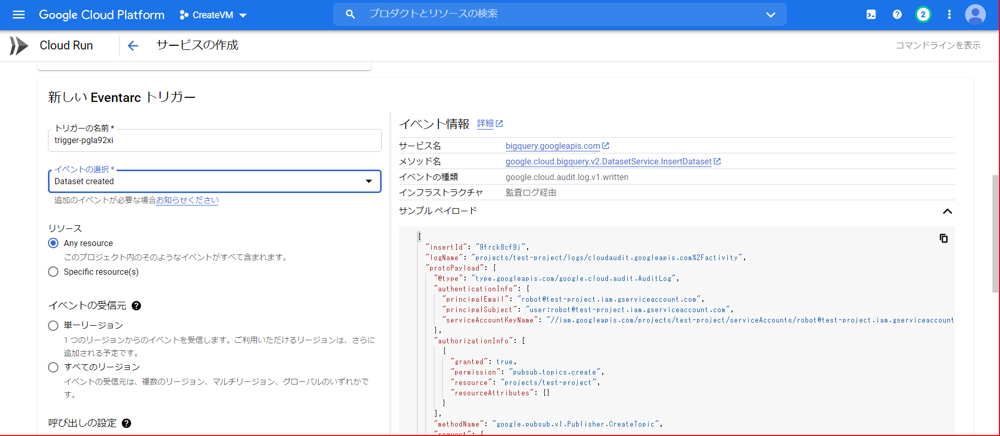 Google Cloud Platform
CreateVM
プロダクトとリソースの検索
2
Cloud Run
サービスの作成
コマンドラインを表示
新しい Eventarc トリガー
トリガーの名前 *
trigger-pgla92xi
イベントの選択 *
Dataset created
追加のイベントが必要な場合お知らせください
リソース
Any resource
このプロジェクト内のそのようなイベントがすべて含まれます。
Specific resource(s)
イベントの受信元
単一リージョン
1 つのリージョンからのイベントを受信します。ご利用いただけるリージョンは、さらに
追加される予定です。
すべてのリージョン
イベントの受信元は、複数のリージョン、マルチリージョン、グローバルのいずれかで
す。
呼び出しの設定
イベント情報 詳細
サービス名 bigquery.googleapis.com
メソッド名 google.cloud.bigquery.v2.DatasetService.InsertDataset
イベントの種類 google.cloud.audit.log.v1.written
インフラストラクチャ 監査ログ経由
サンプル ペイロード
{
"insertId": "9frck8cf9j",
"logName": "projects/test-project/logs/cloudaudit.googleapis.com%2Factivity",
"protoPayload": {
"@type": "type.googleapis.com/google.cloud.audit.AuditLog",
"authenticationInfo": {
"principalEmail": "robot@test-project.iam.gserviceaccount.com",
"principalSubject": "user:robot@test-project.iam.gserviceaccount.com",
"serviceAccountKeyName": "//iam.googleapis.com/projects/test-project/serviceAccounts/robot@test-project.iam.gserviceaccount
},
"authorizationInfo": [
{
"granted": true,
"permission": "pubsub.topics.create",
"resource": "projects/test-project",
"resourceAttributes": {}
}
],
"methodName": "google.pubsub.v1.Publisher.CreateTopic",
"request": {